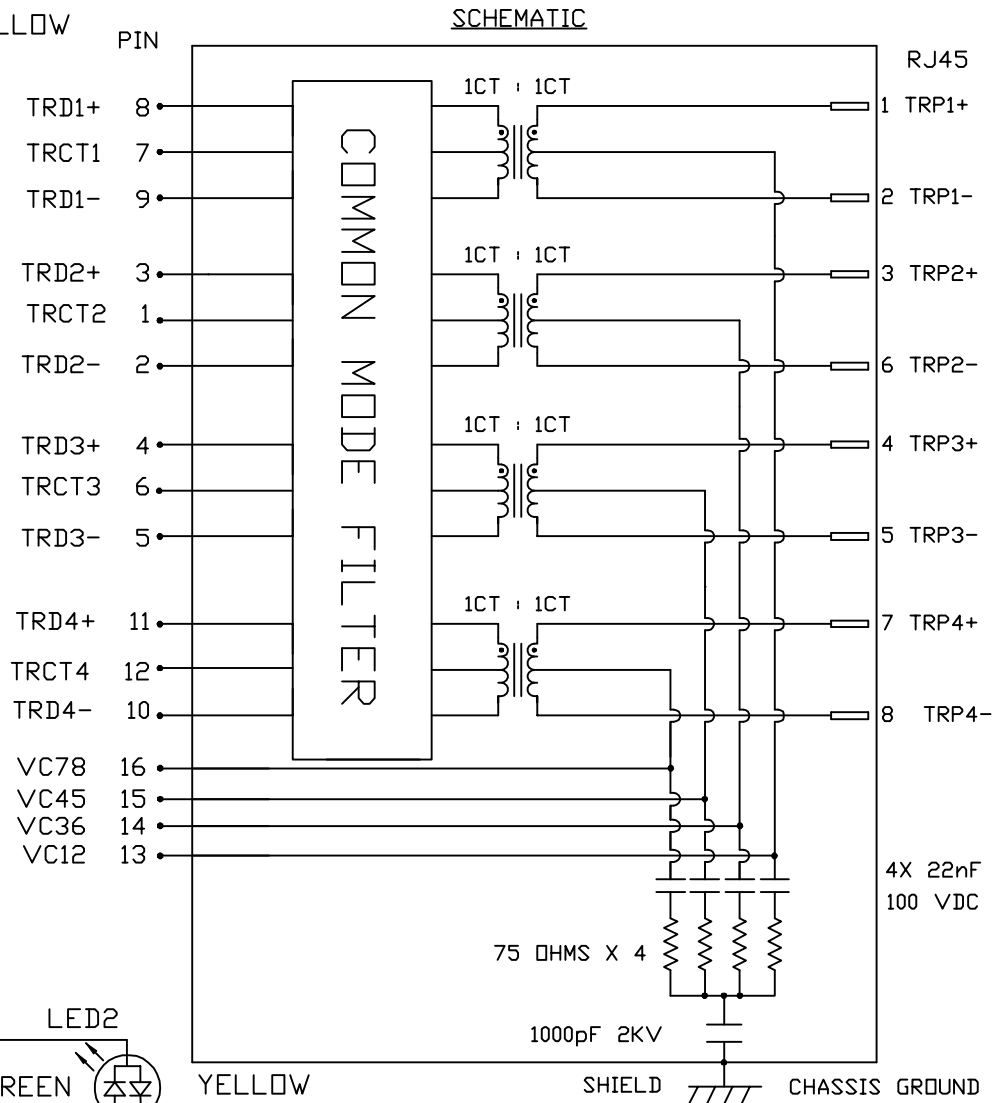 SCHEMATIC
LLOW
PIN
RJ45
1CT : 1CT
TRD1+ 8
1 TRP1+
TRCT1 7
TRD1- 9
2 TRP1-
1CT : 1CT
TRD2+ 3
3 TRP2+
TRCT2 1
TRD2- 2
6 TRP2-
1CT : 1CT
TRD3+ 4
4 TRP3+
TRCT3 6
TRD3- 5
5 TRP3-
1CT : 1CT
TRD4+ 11
7 TRP4+
TRCT4 12
TRD4- 10
8 TRP4-
COMMON MODE FILTER
VC78 16
VC45 15
VC36 14
VC12 13
4X 22nF
100 VDC
75 OHMS X 4
LED2
1000pF 2KV
REEN
YELLOW
SHIELD
CHASSIS GROUND